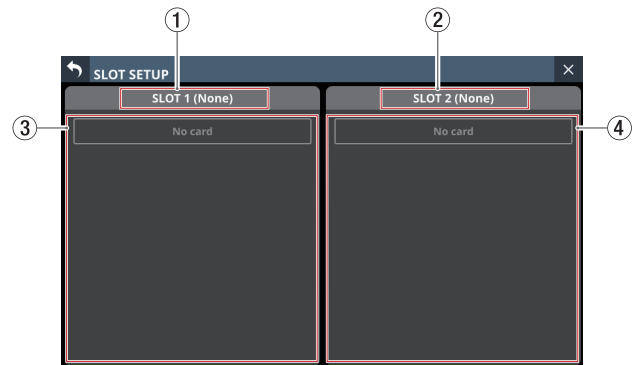 1
2
SLOT SETUP
SLOT 1 (None)
SLOT 2 (None)
3
No card
No card
4